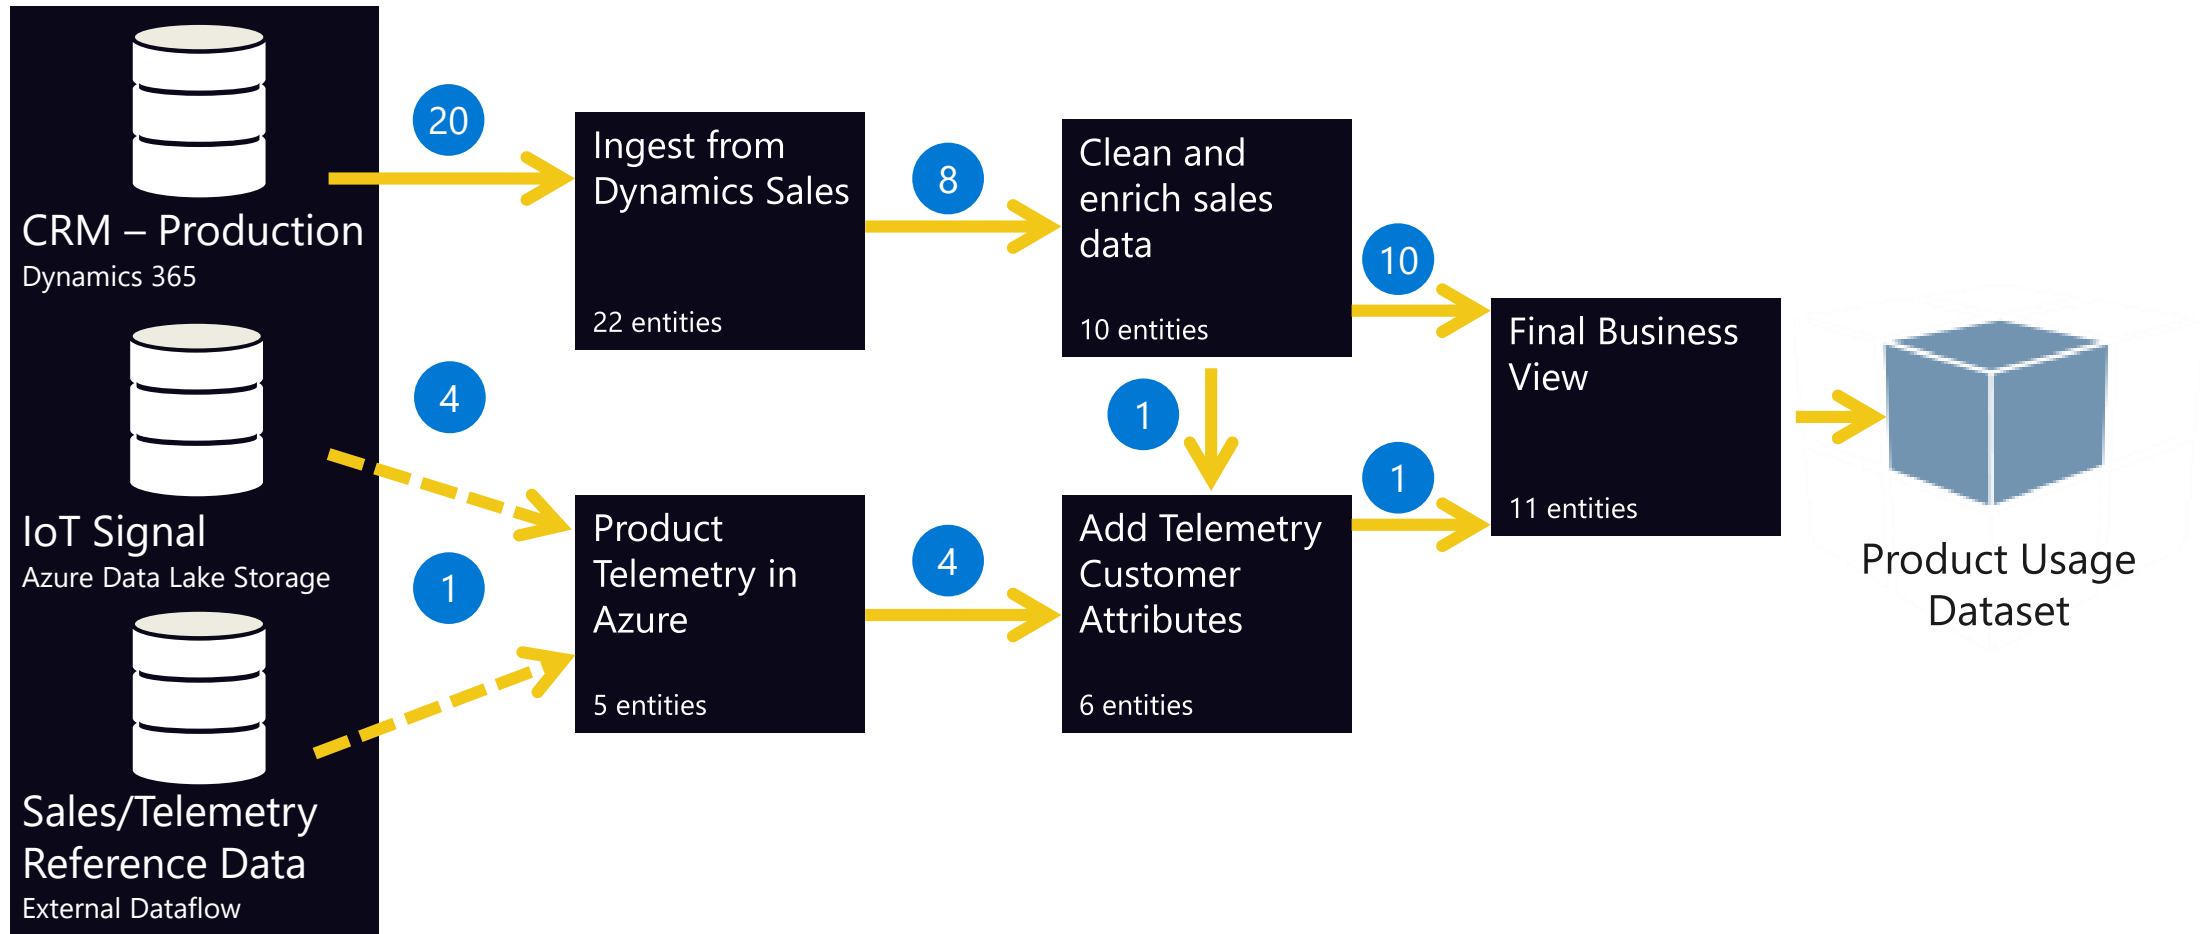 CRM – Production
Dynamics 365
IoT Signal
Azure Data Lake Storage
Sales/Telemetry
Reference Data
External Dataflow
20
4
1
Ingest from
Dynamics Sales
22 entities
Product
Telemetry in
Azure
5 entities
8
4
Clean and
enrich sales
data
10 entities
1
Add Telemetry
Customer
Attributes
6 entities
10
1
Final Business
View
11 entities
Product Usage
Dataset